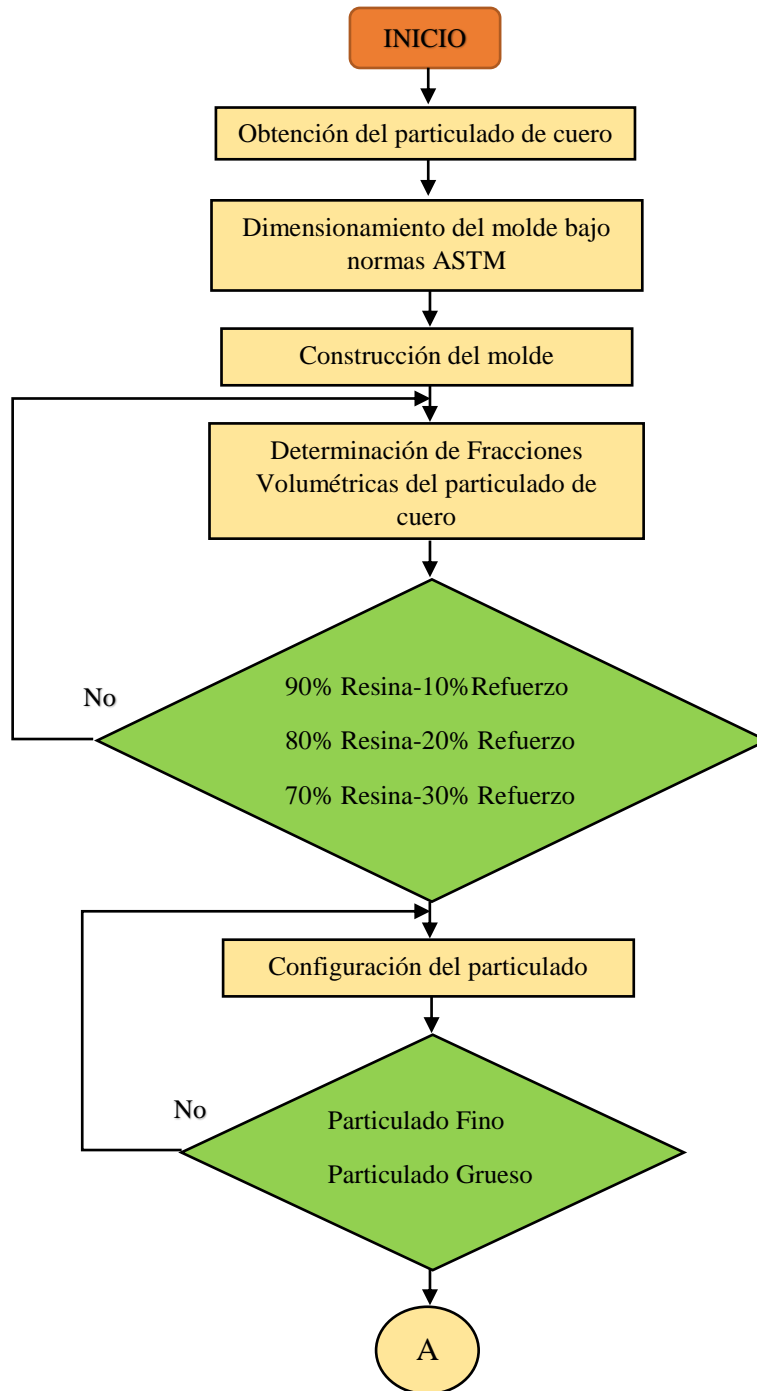 INICIO
Obtención del particulado de cuero
Dimensionamiento del molde bajo
normas ASTM
Construcción del molde
Determinación de Fracciones
Volumétricas del particulado de
cuero
No
90% Resina-10%Refuerzo
80% Resina-20% Refuerzo
70% Resina-30% Refuerzo
Configuración del particulado
No
Particulado Fino
Particulado Grueso
A